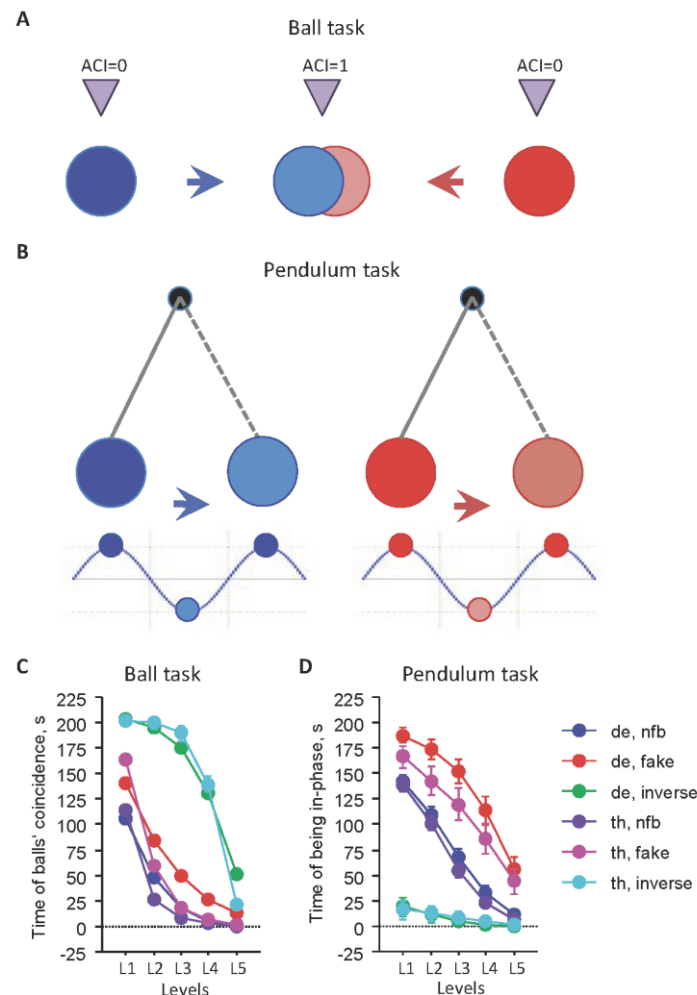 A
Ball task
ACI=0 ACI=1 ACI=0
B
Pendulum task
C Ball task
Time of balls' coincidence, s
225
200
175
150
125
100
75
50
25
0
-25
L1 L2 L3 L4 L5
Levels
D Pendulum task
Time of being in-phase, s
225
200
175
150
125
100
75
50
25
0
-25
L1 L2 L3 L4 L5
Levels
de, nfb
de, fake
de, inverse
th, nfb
th, fake
th, inverse